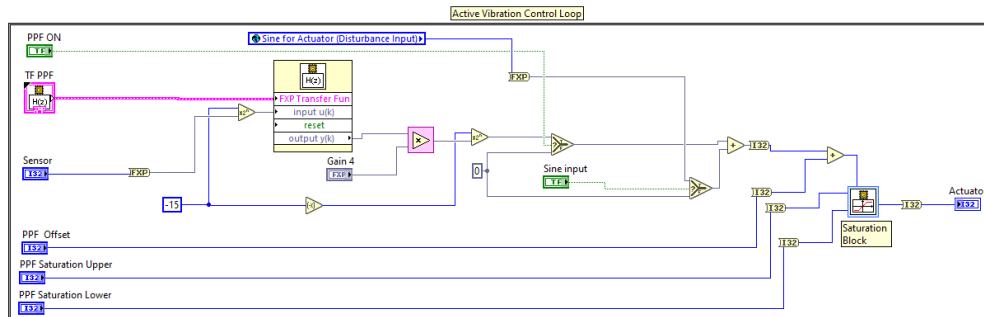 Active Vibration Control Loop
PPF ON
TF
Sine for Actuator (Disturbance Input)
TF PPF
H(z)
H(z)
FXP
FXP Transfer Fun
input u(k)
reset
output y(k)
Sensor
I32
FXP
Gain 4
FXP
0
Sine input
TF
I32
-15
I32
I32
I32
Saturation
Block
I32
Actuato
I32
PPF Offset
I32
PPF Saturation Upper
I32
PPF Saturation Lower
I32